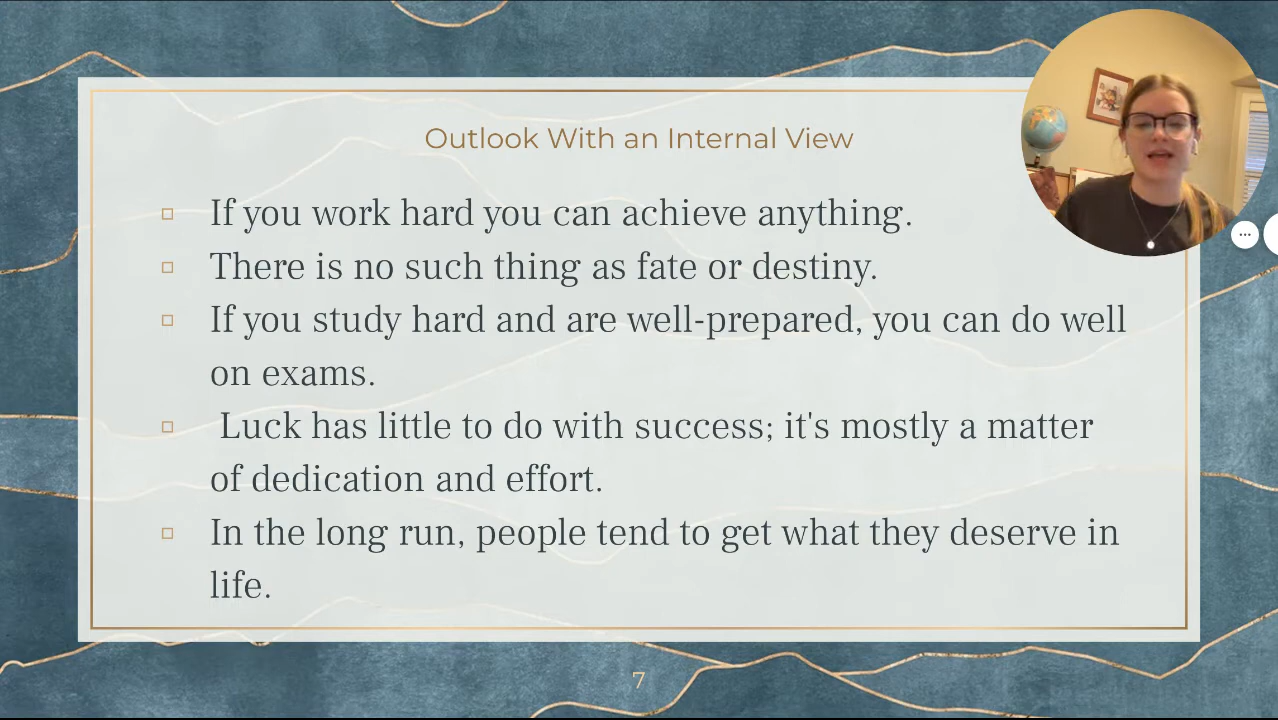 Outlook With an Internal View
If you work hard you can achieve anything.
There is no such thing as fate or destiny.
If you study hard and are well-prepared, you can do well
on exams.
Luck has little to do with success; it's mostly a matter
of dedication and effort.
In the long run, people tend to get what they deserve in
life.
7